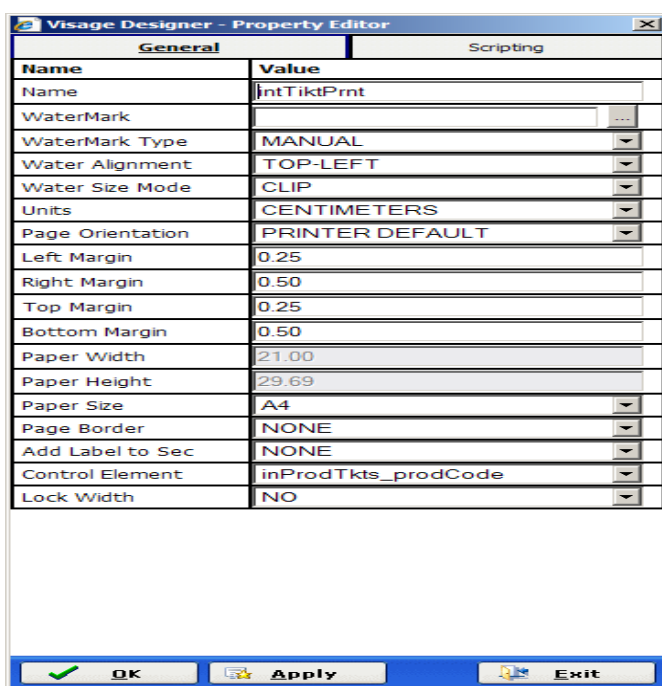 Visage Designer - Property Editor
General Scripting
Name Value
Name intTiktPrnt
WaterMark ...
WaterMark Type MANUAL
Water Alignment TOP-LEFT
Water Size Mode CLIP
Units CENTIMETERS
Page Orientation PRINTER DEFAULT
Left Margin 0.25
Right Margin 0.50
Top Margin 0.25
Bottom Margin 0.50
Paper Width 21.00
Paper Height 29.69
Paper Size A4
Page Border NONE
Add Label to Sec NONE
Control Element inProdTkts_prodCode
Lock Width NO
OK Apply Exit